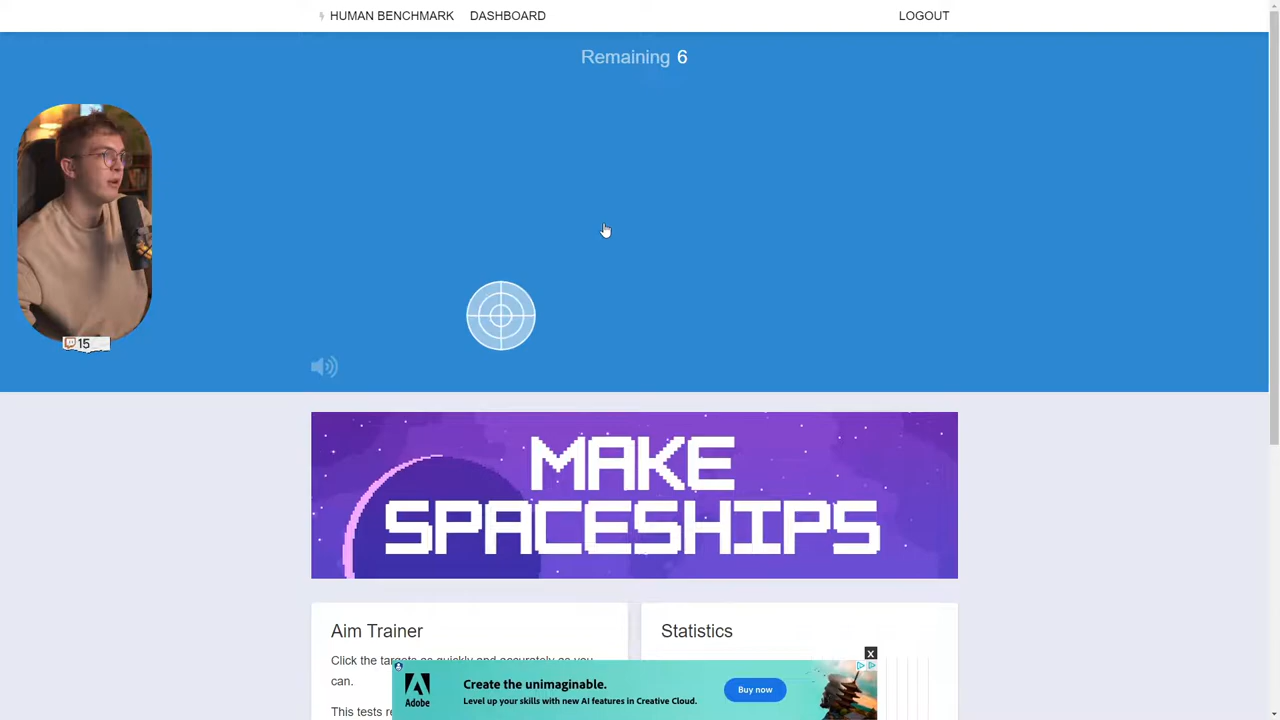 HUMAN BENCHMARK DASHBOARD LOGOUT
Remaining 6
15
MAKE
SPACESHIPS
Aim Trainer
Statistics
Click the targets as quickly and accurately as you
can.
This tests
X
Adobe
Create the unimaginable.
Level up your skills with new AI features in Creative Cloud.
Buy now